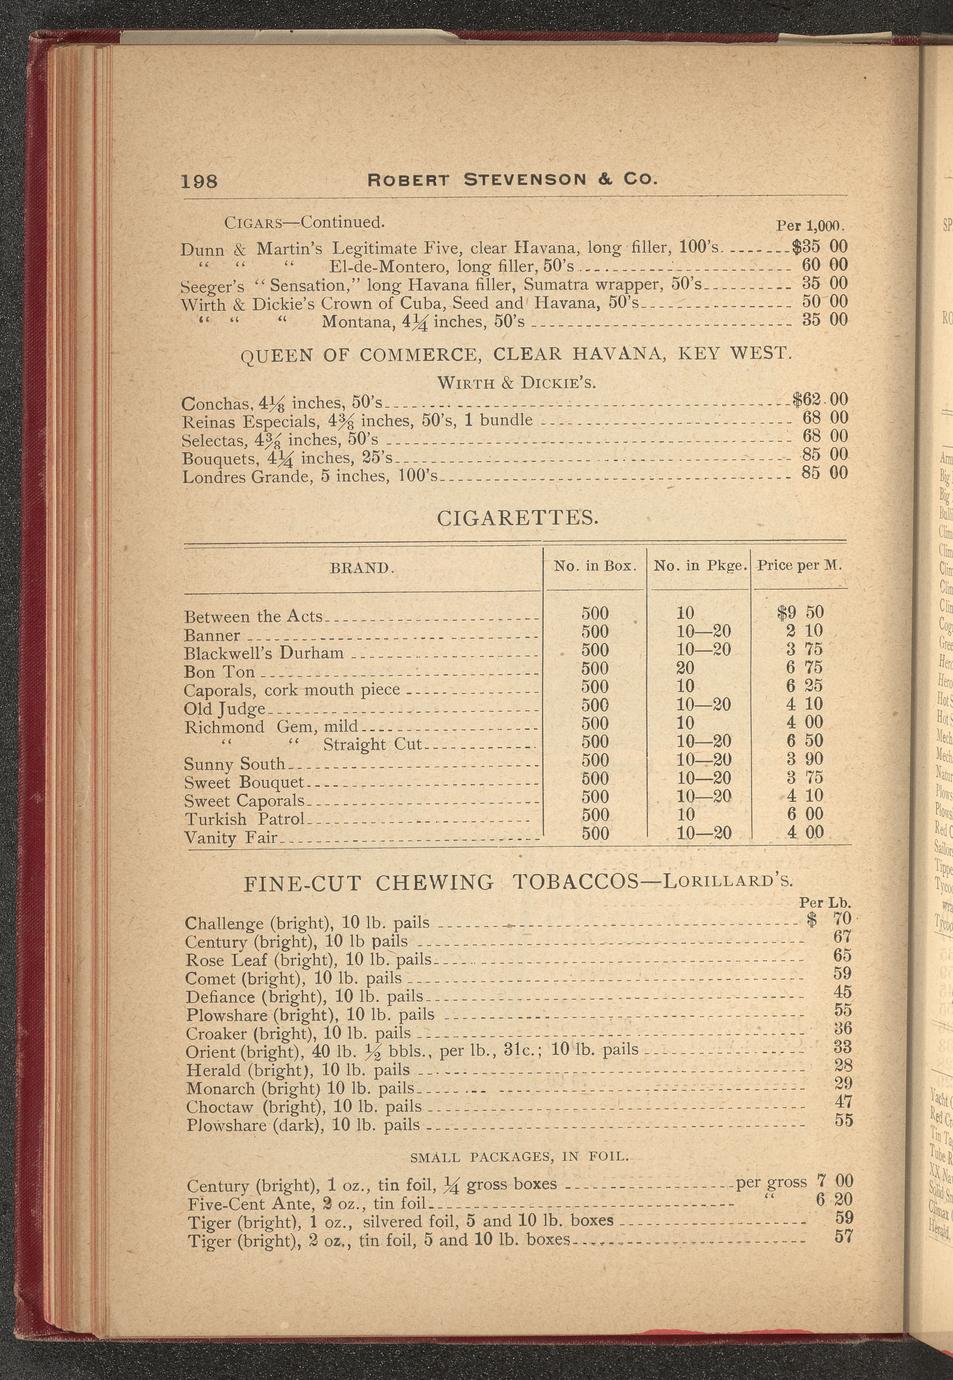 198 ROBERT STEVENSON & CO.
CIGARS—Continued. Per 1,000.
Dunn & Martin's Legitimate Five, clear Havana, long filler, 100's $35 00
" " " El-de-Montero, long filler, 50's 60 00
Seeger's "Sensation," long Havana filler, Sumatra wrapper, 50's 35 00
Wirth & Dickie's Crown of Cuba, Seed and Havana, 50's 50 00
" " " Montana, 4¼ inches, 50's 35 00
QUEEN OF COMMERCE, CLEAR HAVANA, KEY WEST.
WIRTH & DICKIE'S.
Conchas, 4⅛ inches, 50's $62 00
Reinas Especials, 4⅜ inches, 50's, 1 bundle 68 00
Selectas, 4⅜ inches, 50's 68 00
Bouquets, 4¼ inches, 25's 85 00
Londres Grande, 5 inches, 100's 85 00
CIGARETTES.
BRAND. No. in Box. No. in Pkge. Price per M.
Between the Acts 500 10 $9 50
Banner 500 10—20 2 10
Blackwell's Durham 500 10—20 3 75
Bon Ton 500 20 6 75
Caporals, cork mouth piece 500 10 6 25
Old Judge 500 10—20 4 10
Richmond Gem, mild 500 10 4 00
" " Straight Cut 500 10—20 6 50
Sunny South 500 10—20 3 90
Sweet Bouquet 500 10—20 3 75
Sweet Caporals 500 10—20 4 10
Turkish Patrol 500 10 6 00
Vanity Fair 500 10—20 4 00
FINE-CUT CHEWING TOBACCOS—LORILLARD'S.
Per Lb.
Challenge (bright), 10 lb. pails $ 70
Century (bright), 10 lb pails 67
Rose Leaf (bright), 10 lb. pails 65
Comet (bright), 10 lb. pails 59
Defiance (bright), 10 lb. pails 45
Plowshare (bright), 10 lb. pails 55
Croaker (bright), 10 lb. pails 36
Orient (bright), 40 lb. ½ bbls., per lb., 31c.; 10 lb. pails 33
Herald (bright), 10 lb. pails 28
Monarch (bright) 10 lb. pails 29
Choctaw (bright), 10 lb. pails 47
Plowshare (dark), 10 lb. pails 55
SMALL PACKAGES, IN FOIL.
Century (bright), 1 oz., tin foil, ¼ gross boxes per gross 7 00
Five-Cent Ante, 2 oz., tin foil " 6 20
Tiger (bright), 1 oz., silvered foil, 5 and 10 lb. boxes 59
Tiger (bright), 2 oz., tin foil, 5 and 10 lb. boxes 57